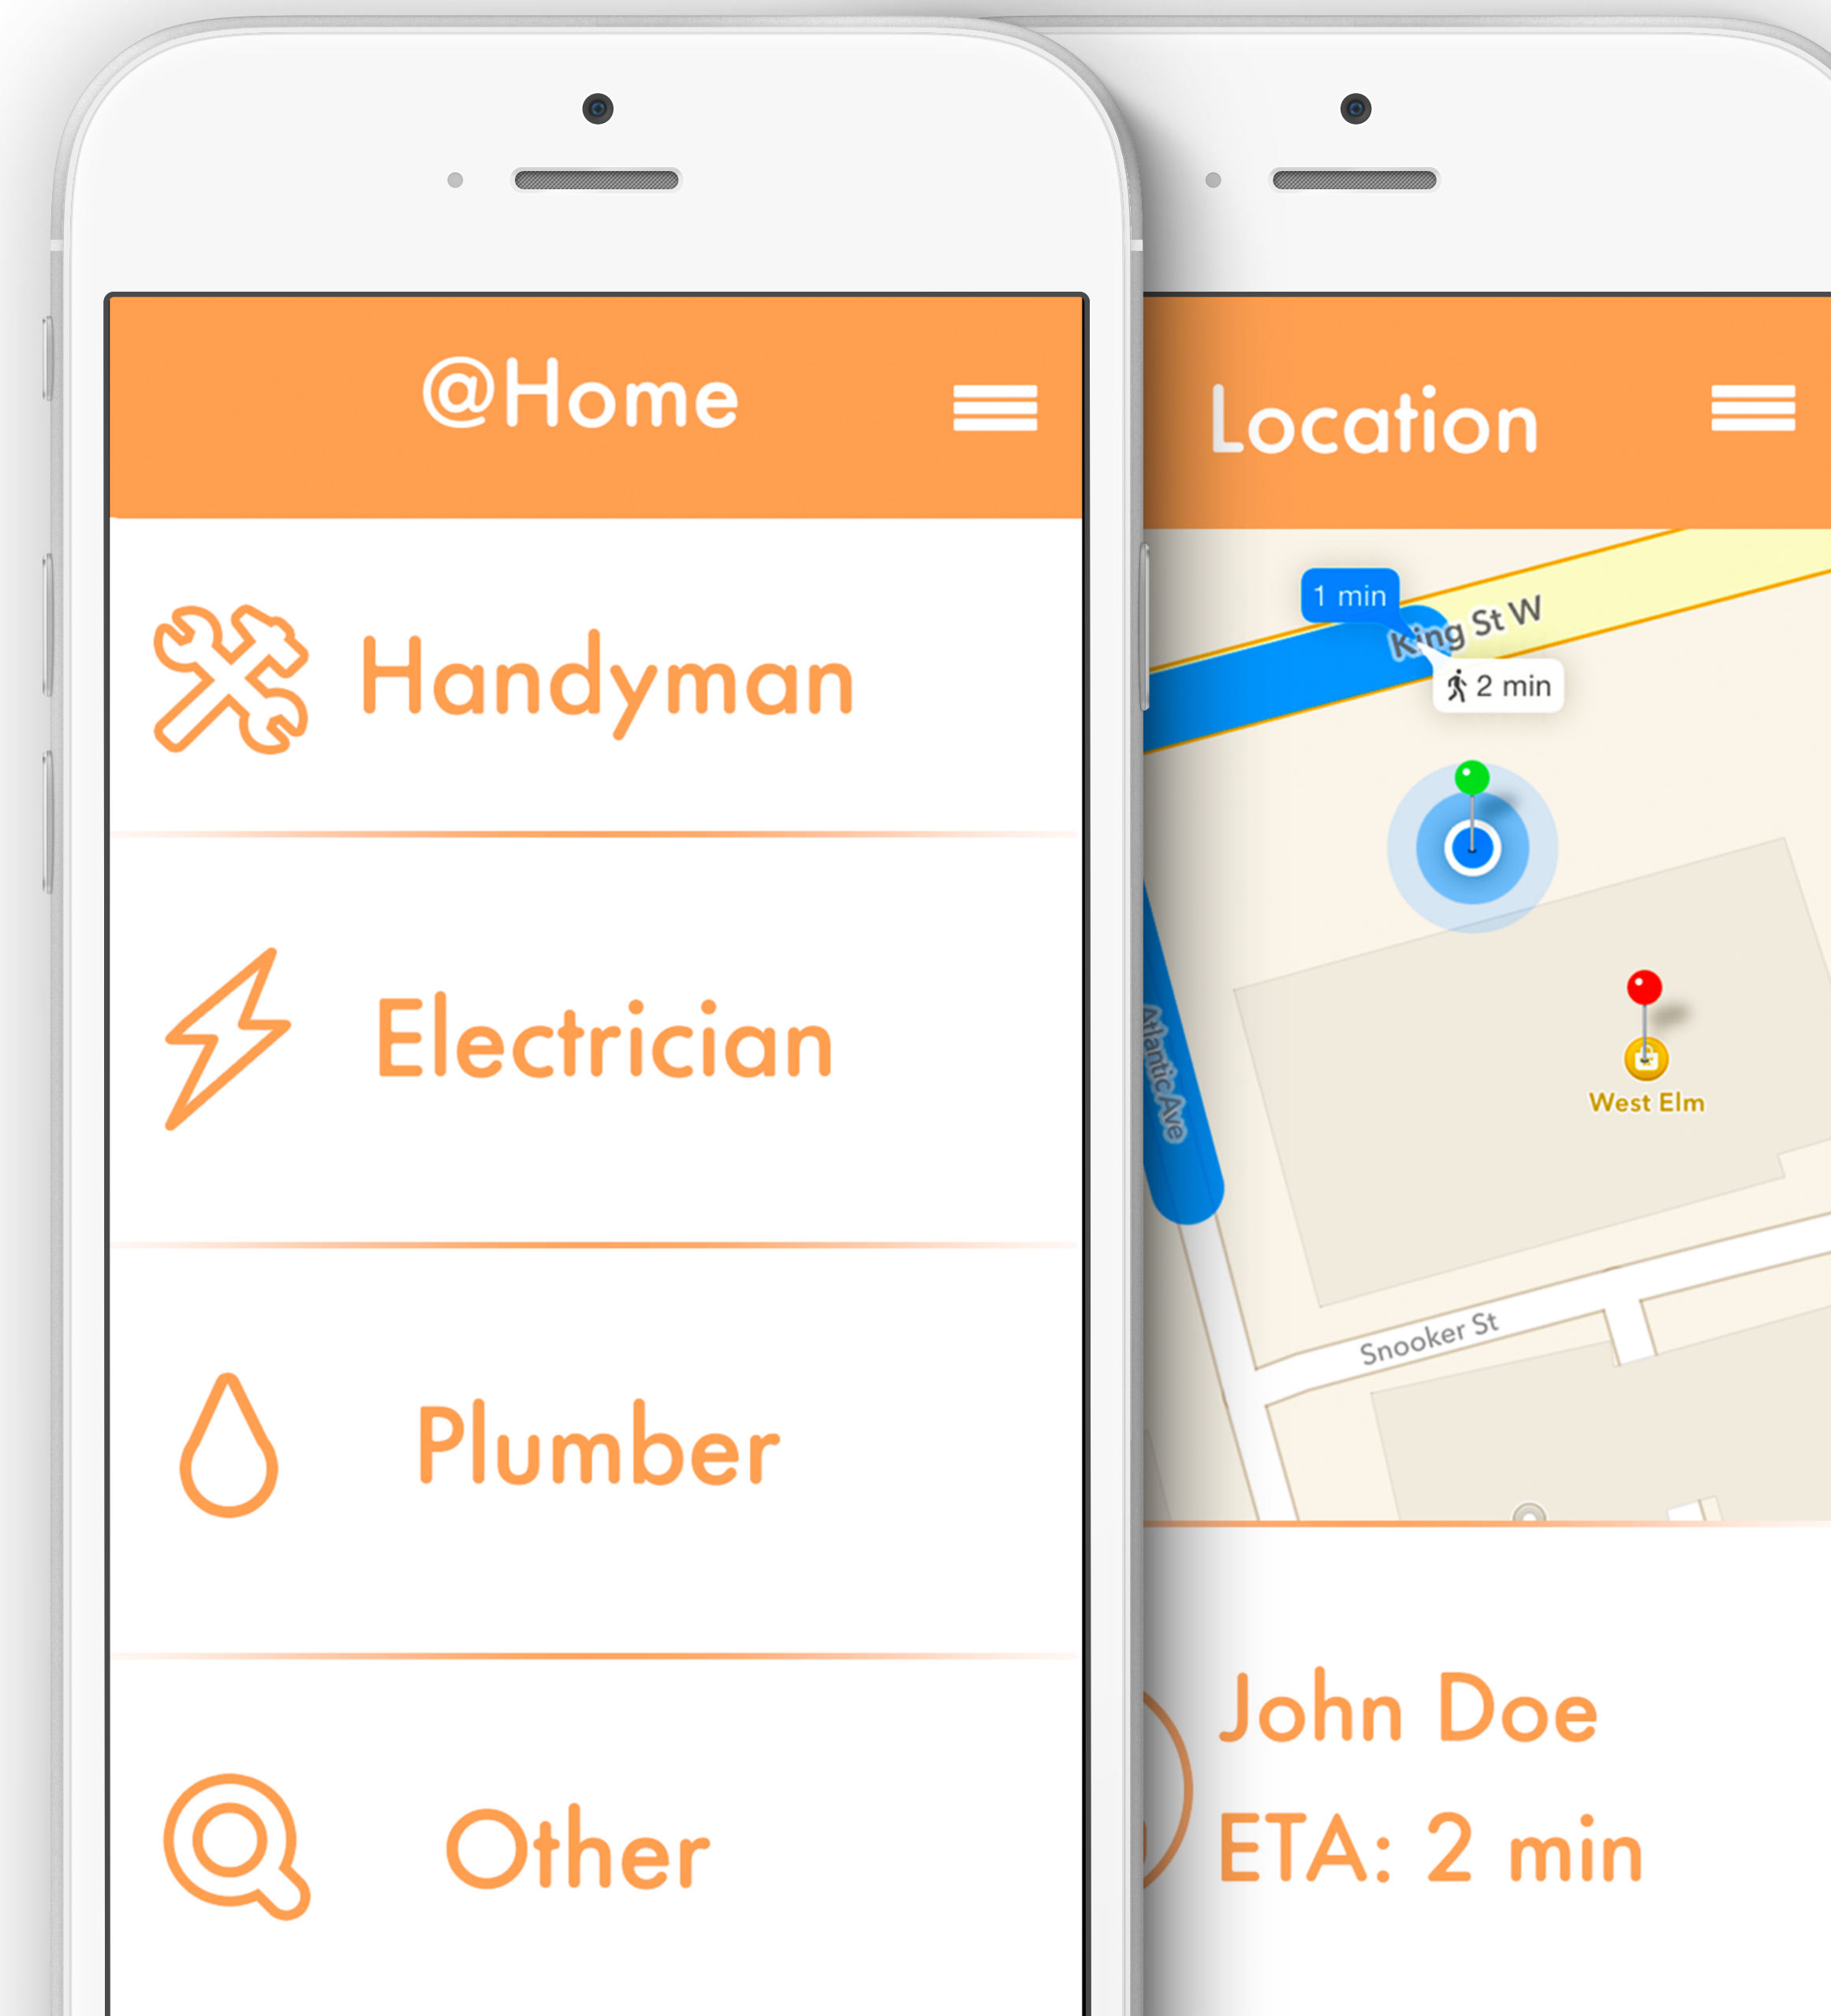 @Home
Handyman
Electrician
Plumber
Other
Location
1 min
King St W
2 min
Atlantic Ave
West Elm
Snooker St
John Doe
ETA: 2 min